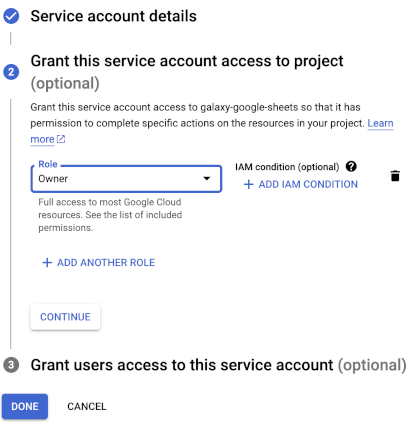 Service account details
2 Grant this service account access to project
(optional)
Grant this service account access to galaxy-google-sheets so that it has
permission to complete specific actions on the resources in your project. Learn
more
Role
Owner
IAM condition (optional) ?
+ ADD IAM CONDITION
Full access to most Google Cloud
resources. See the list of included
permissions.
+ ADD ANOTHER ROLE
CONTINUE
3 Grant users access to this service account (optional)
DONE CANCEL